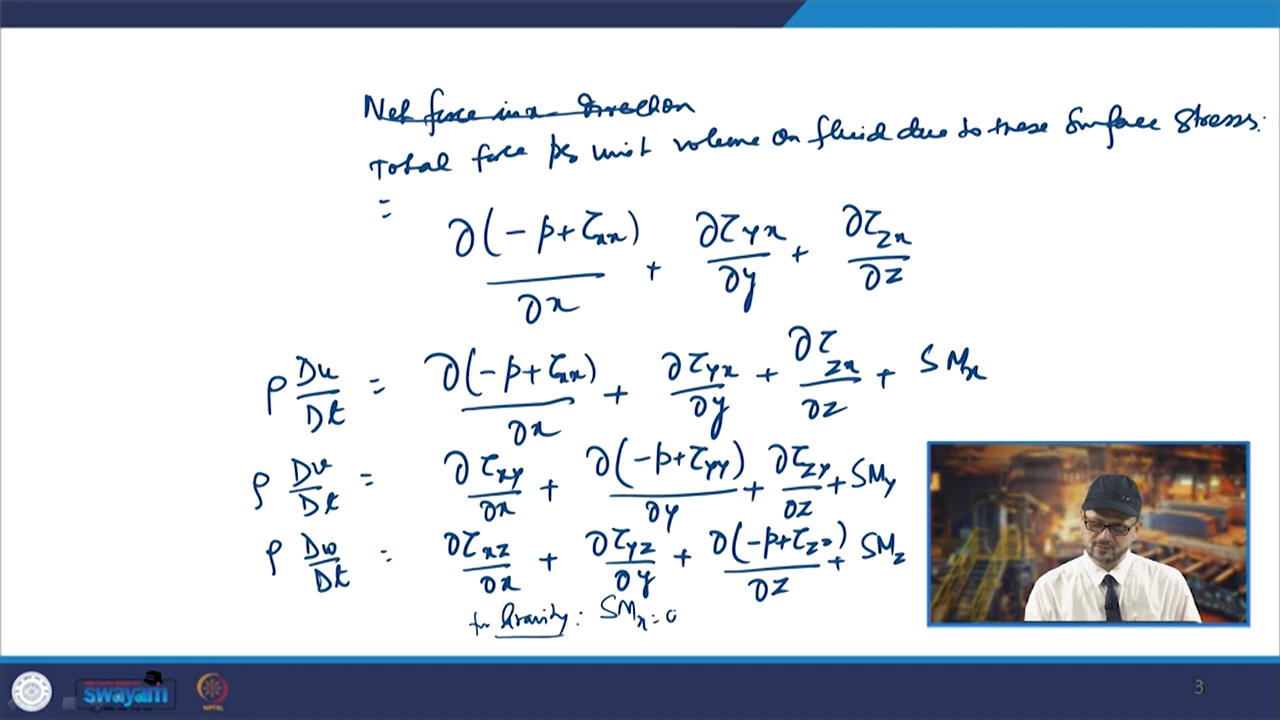 Net force in x- Direction
Total force per unit volume on fluid due to these Surface Stresses.
=
∂(-p+τxx)/∂x + ∂τyx/∂y + ∂τzx/∂z
ρ Du/Dt = ∂(-p+τxx)/∂x + ∂τyx/∂y + ∂τzx/∂z + SMx
ρ Dv/Dt = ∂τxy/∂x + ∂(-p+τyy)/∂y + ∂τzy/∂z + SMy
ρ Dw/Dt = ∂τxz/∂x + ∂τyz/∂y + ∂(-p+τzz)/∂z + SMz
for Gravity: SMx=0
swayam
NPTEL
3